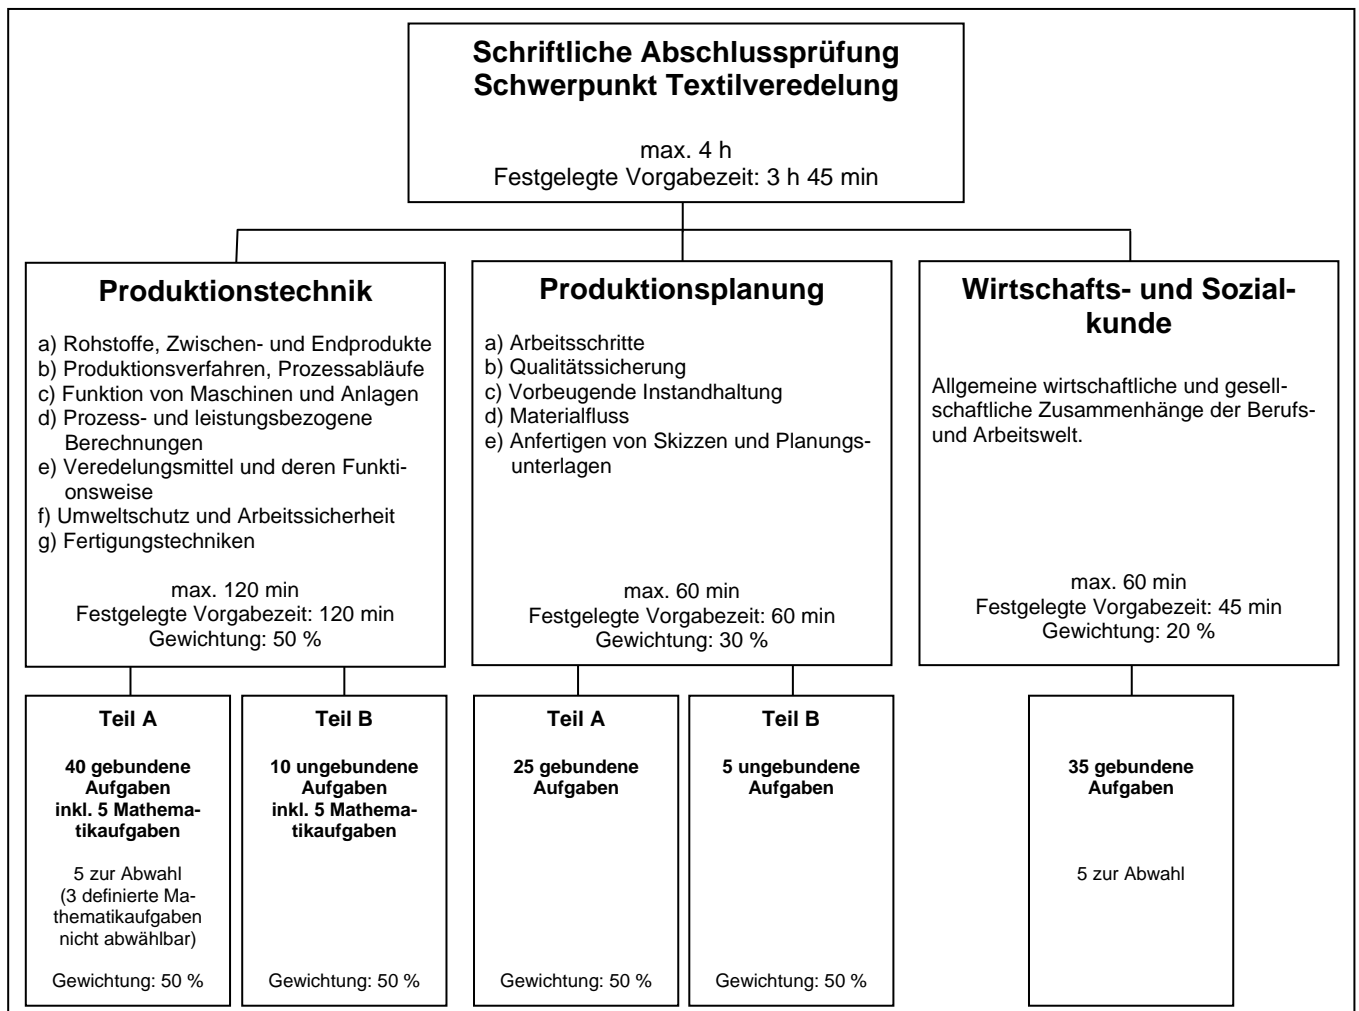 Schriftliche Abschlussprüfung
Schwerpunkt Textilveredelung
max. 4 h
Festgelegte Vorgabezeit: 3 h 45 min
Produktionstechnik
a) Rohstoffe, Zwischen- und Endprodukte
b) Produktionsverfahren, Prozessabläufe
c) Funktion von Maschinen und Anlagen
d) Prozess- und leistungsbezogene
Berechnungen
e) Veredelungsmittel und deren Funkti-
onsweise
f) Umweltschutz und Arbeitssicherheit
g) Fertigungstechniken
max. 120 min
Festgelegte Vorgabezeit: 120 min
Gewichtung: 50 %
Produktionsplanung
a) Arbeitsschritte
b) Qualitätssicherung
c) Vorbeugende Instandhaltung
d) Materialfluss
e) Anfertigen von Skizzen und Planungs-
unterlagen
max. 60 min
Festgelegte Vorgabezeit: 60 min
Gewichtung: 30 %
Wirtschafts- und Sozial-
kunde
Allgemeine wirtschaftliche und gesell-
schaftliche Zusammenhänge der Berufs-
und Arbeitswelt.
max. 60 min
Festgelegte Vorgabezeit: 45 min
Gewichtung: 20 %
Teil A
40 gebundene
Aufgaben
inkl. 5 Mathema-
tikaufgaben
5 zur Abwahl
(3 definierte Ma-
thematikaufgaben
nicht abwählbar)
Gewichtung: 50 %
Teil B
10 ungebundene
Aufgaben
inkl. 5 Mathema-
tikaufgaben
Gewichtung: 50 %
Teil A
25 gebundene
Aufgaben
Gewichtung: 50 %
Teil B
5 ungebundene
Aufgaben
Gewichtung: 50 %
35 gebundene
Aufgaben
5 zur Abwahl